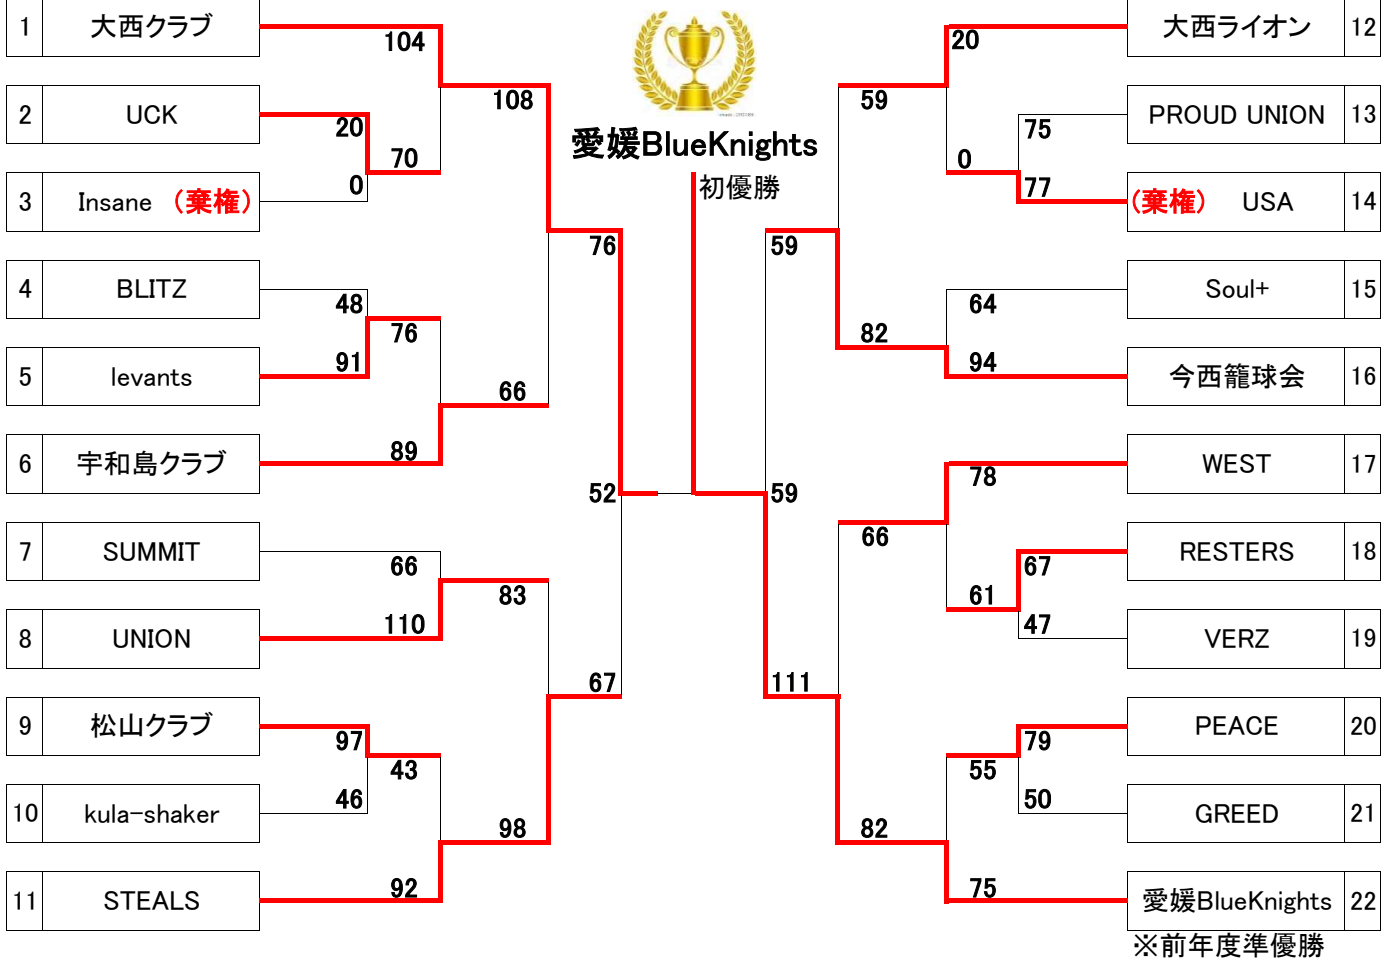 1 大西クラブ
104
2 UCK
20
70
3 Insane （棄権）
0
108
4 BLITZ
48
76
5 levants
91
66
6 宇和島クラブ
89
76
7 SUMMIT
66
83
8 UNION
110
52
67
9 松山クラブ
97
43
10 kula-shaker
46
98
11 STEALS
92
愛媛BlueKnights
初優勝
大西ライオン 12
20
59
PROUD UNION 13
75
0
77
（棄権） USA 14
59
Soul+ 15
64
82
今西籠球会 16
94
WEST 17
78
59
66
RESTERS 18
67
61
VERZ 19
47
111
PEACE 20
79
55
GREED 21
50
82
愛媛BlueKnights 22
75
※前年度準優勝